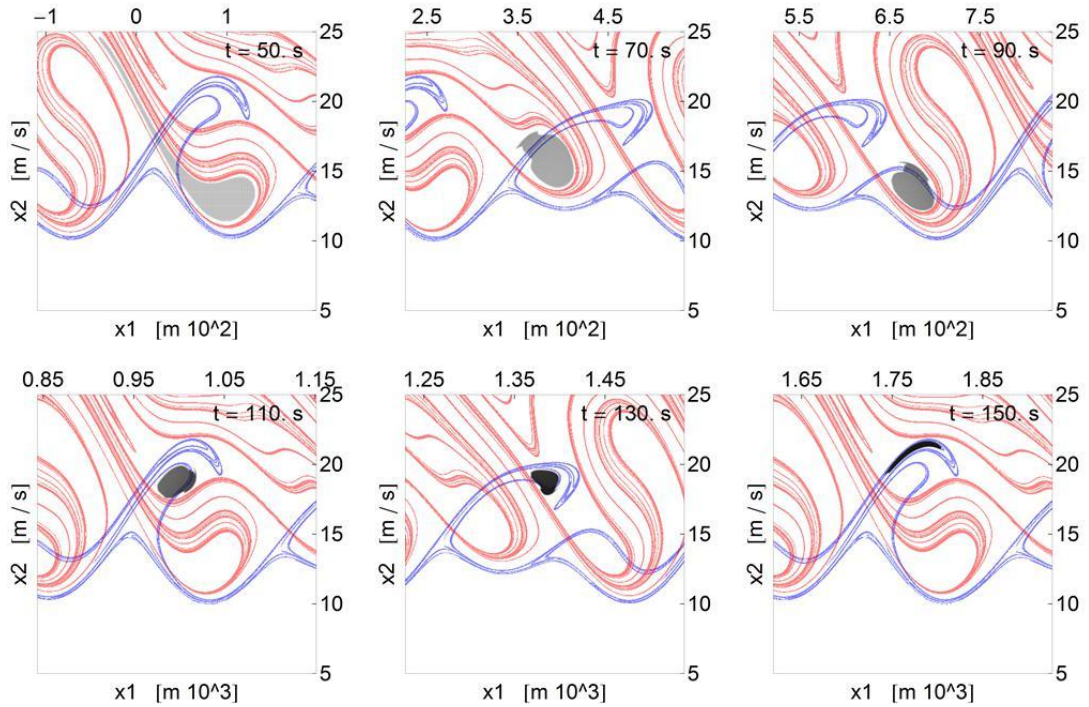 −1 0 1
t = 50. s
25
20
15
10
5
x2 [m / s]
x1 [m 10^2]
2.5 3.5 4.5
t = 70. s
25
20
15
10
5
x2 [m / s]
x1 [m 10^2]
5.5 6.5 7.5
t = 90. s
25
20
15
10
5
x2 [m / s]
x1 [m 10^2]
0.85 0.95 1.05 1.15
t = 110. s
25
20
15
10
5
x2 [m / s]
x1 [m 10^3]
1.25 1.35 1.45
t = 130. s
25
20
15
10
5
x2 [m / s]
x1 [m 10^3]
1.65 1.75 1.85
t = 150. s
25
20
15
10
5
x2 [m / s]
x1 [m 10^3]